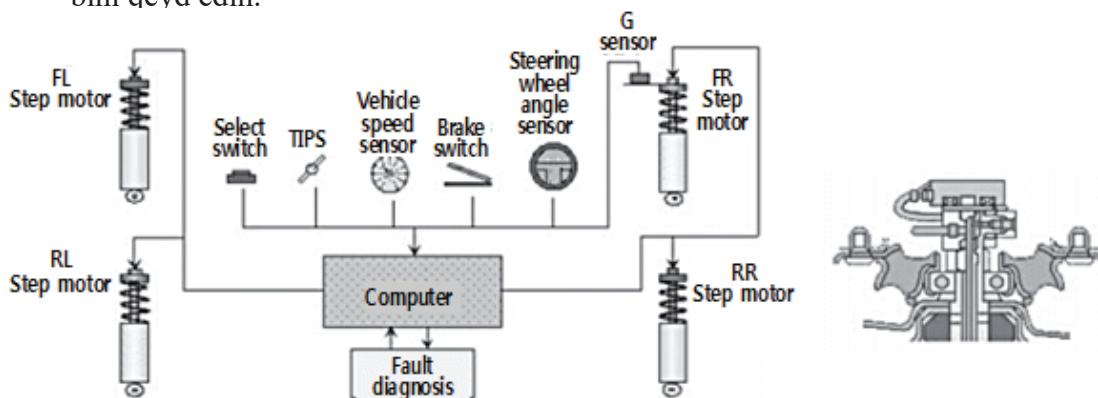 G
sensor
FL
Step motor
Steering
wheel
angle
sensor
FR
Step
motor
Vehicle
speed
sensor
Select
switch
TIPS
Brake
switch
RL
Step motor
Computer
RR
Step motor
Fault
diagnosis